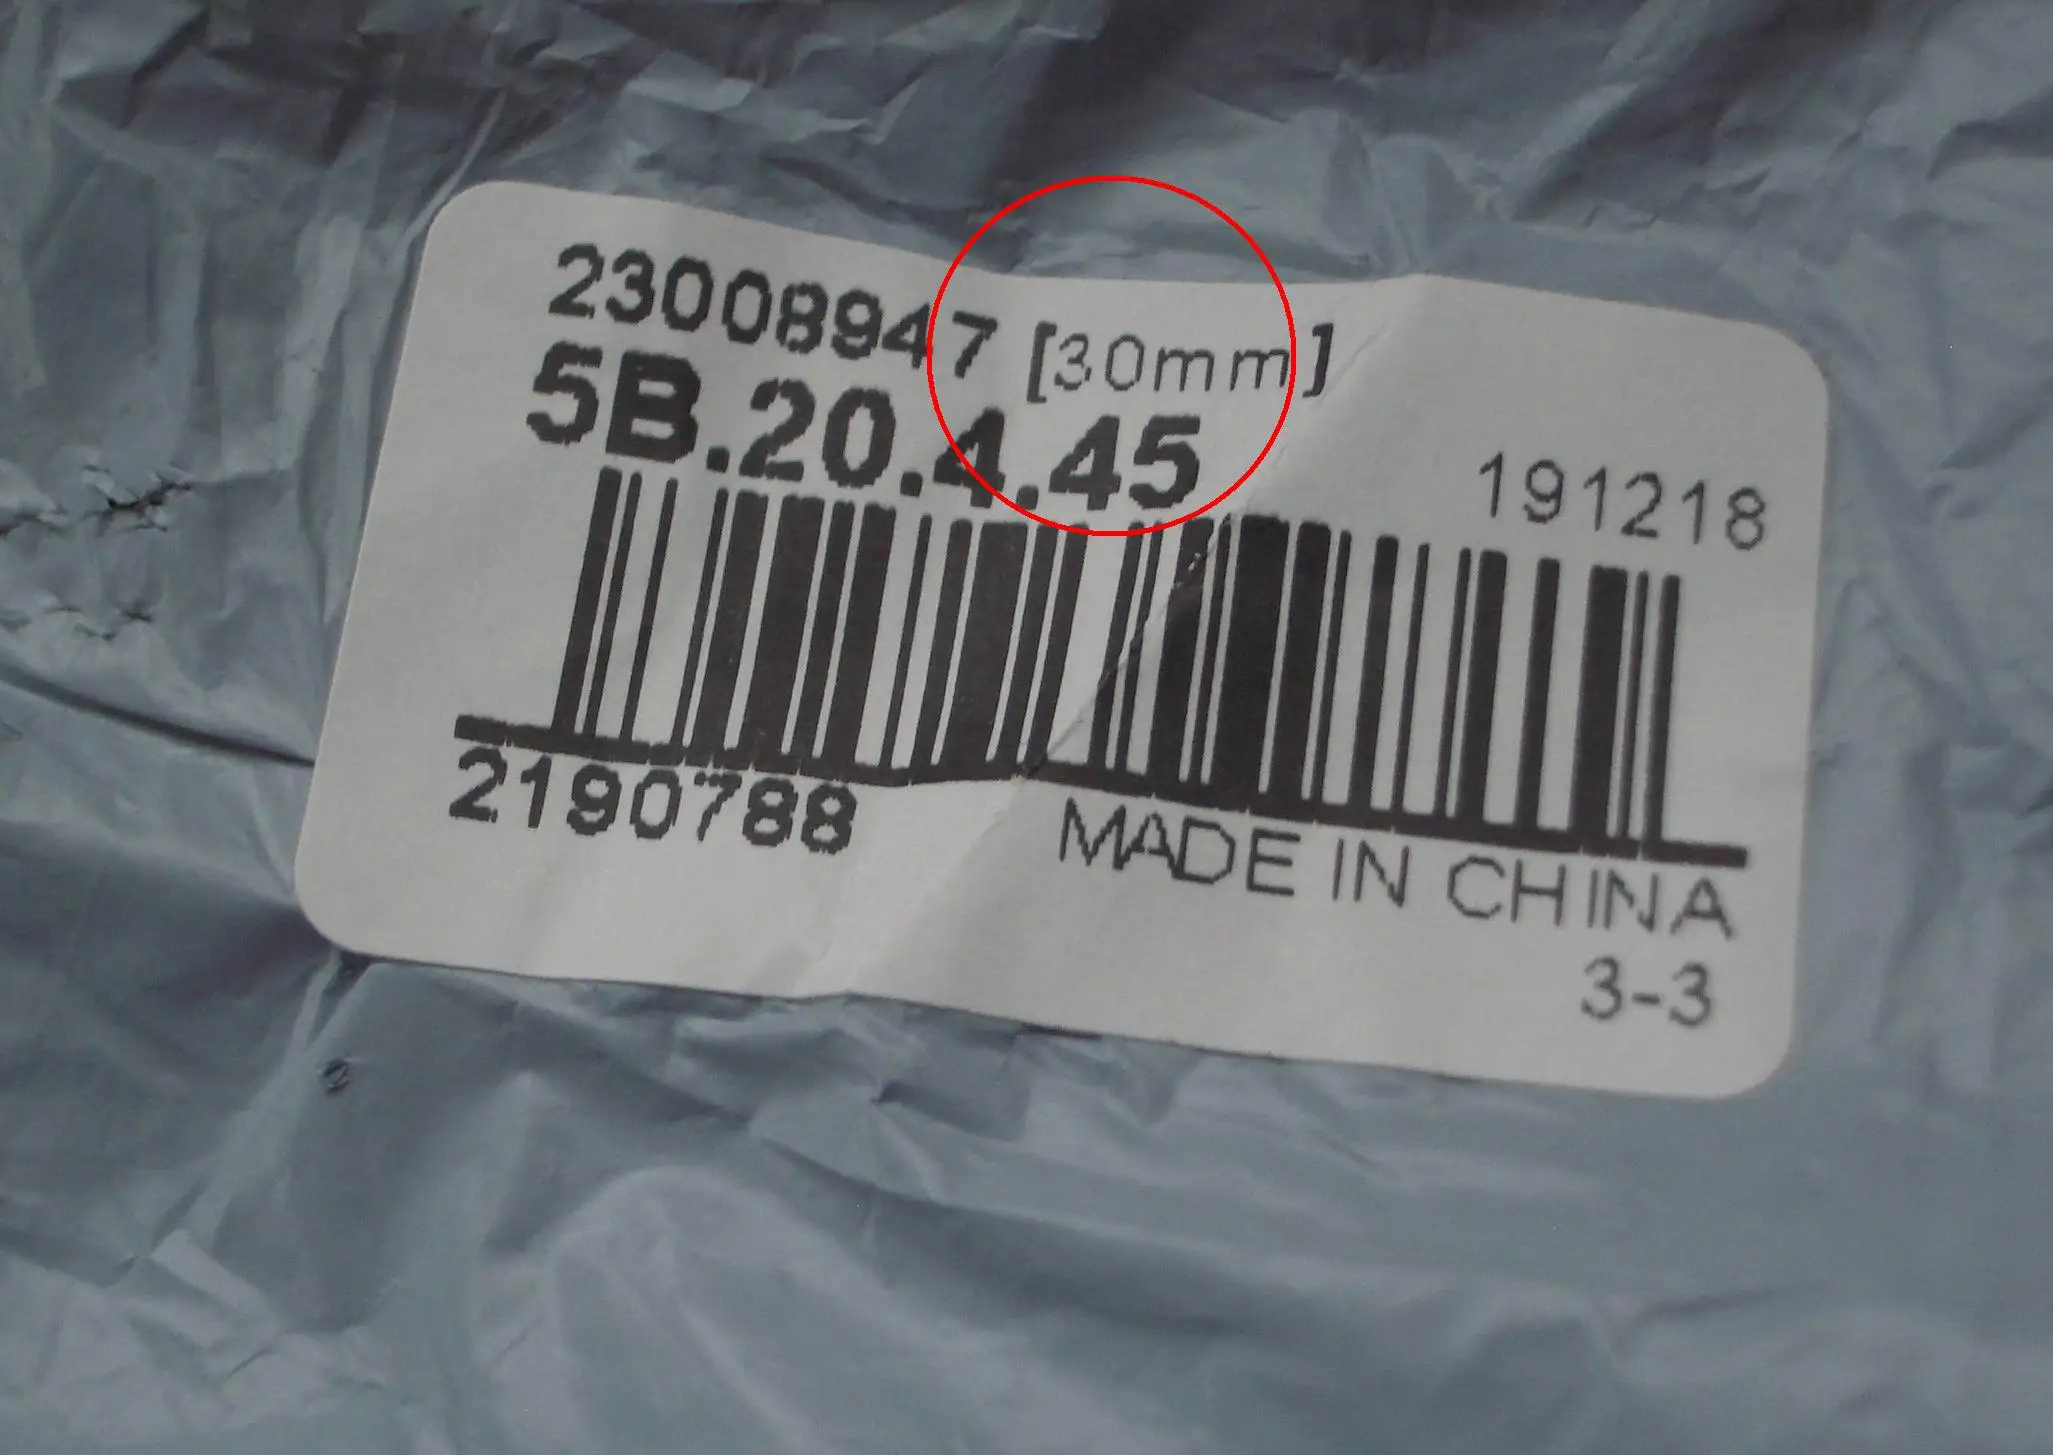 23008947 [30mm]
5B.20.4.45
191218
2190788
MADE IN CHINA
3-3